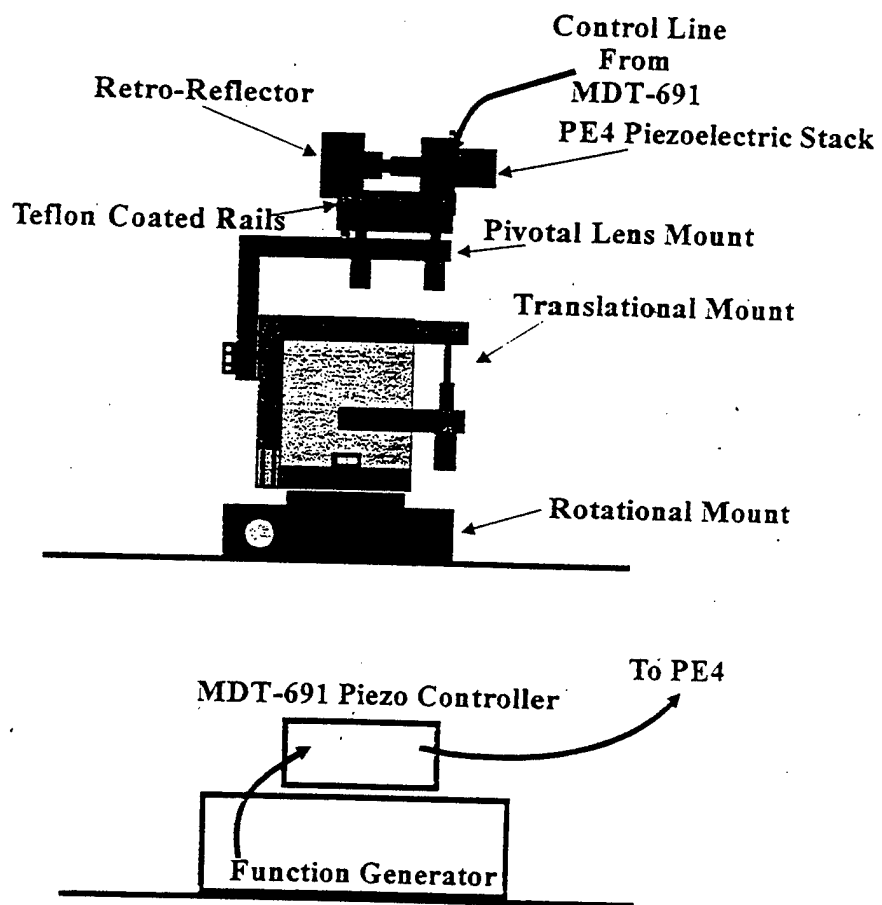 Control Line
From
MDT-691
Retro-Reflector
PE4 Piezoelectric Stack
Teflon Coated Rails
Pivotal Lens Mount
Translational Mount
Rotational Mount
To PE4
MDT-691 Piezo Controller
Function Generator